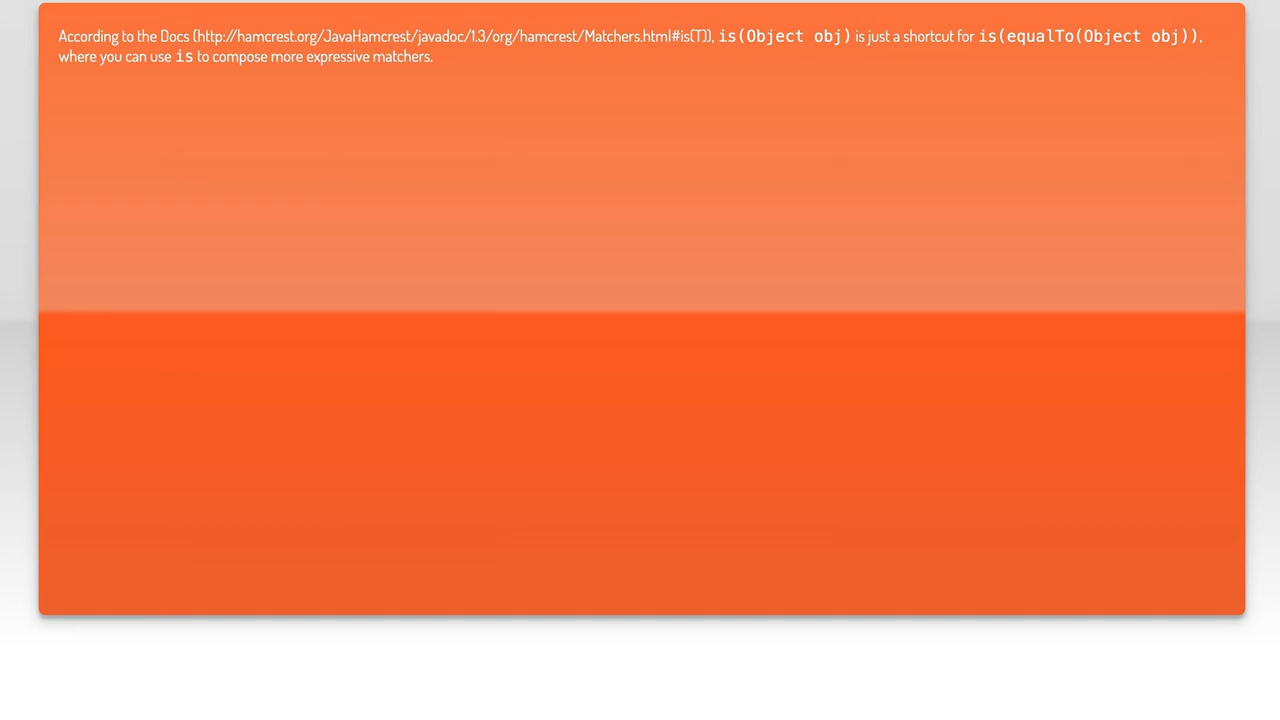 According to the Docs (http://hamcrest.org/JavaHamcrest/javadoc/1.3/org/hamcrest/Matchers.html#is(T)), is(Object obj) is just a shortcut for is(equalTo(Object obj)),
where you can use is to compose more expressive matchers.